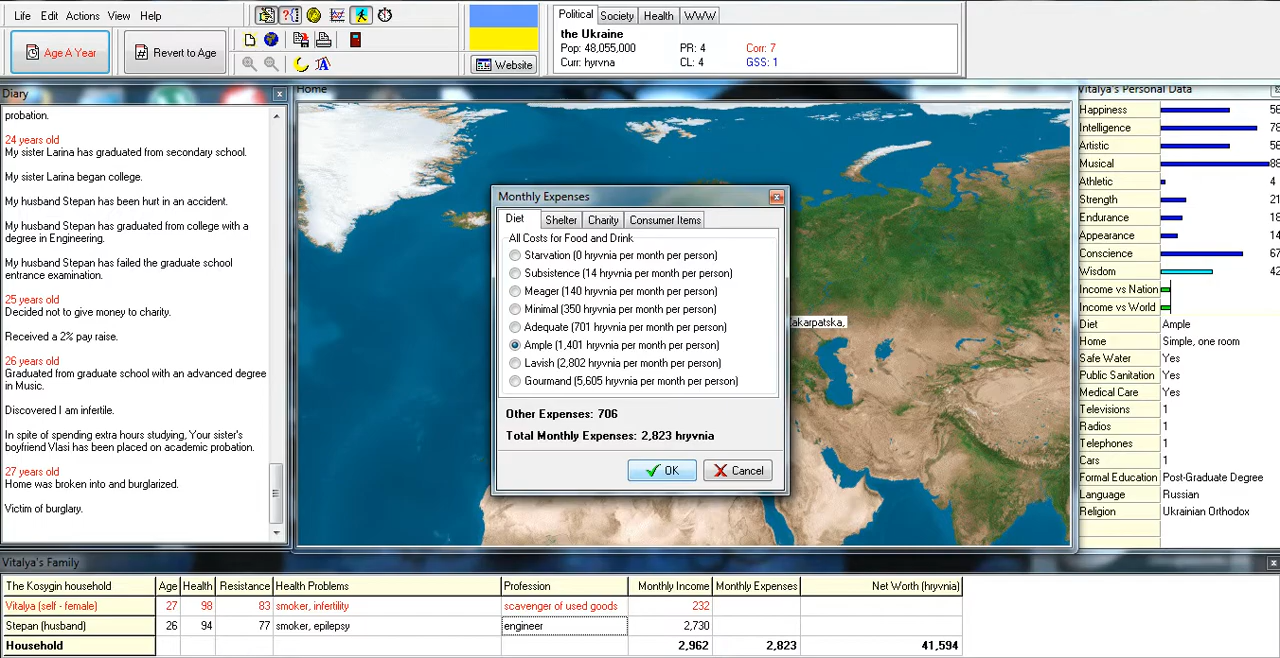 Life Edit Actions View Help
Age A Year
Revert to Age
Website
Political Society Health WWW
the Ukraine
Pop: 48,055,000 PR: 4 Corr: 7
Curr: hyrvna CL: 4 GSS: 1
Diary
probation.
24 years old
My sister Larina has graduated from secondary school.
My sister Larina began college.
My husband Stepan has been hurt in an accident.
My husband Stepan has graduated from college with a
degree in Engineering.
My husband Stepan has failed the graduate school
entrance examination.
25 years old
Decided not to give money to charity.
Received a 2% pay raise.
26 years old
Graduated from graduate school with an advanced degree
in Music.
Discovered I am infertile.
In spite of spending extra hours studying, Your sister's
boyfriend Vlasi has been placed on academic probation.
27 years old
Home was broken into and burglarized.
Victim of burglary.
Home
akarpatska,
Monthly Expenses
Diet Shelter Charity Consumer Items
All Costs for Food and Drink
Starvation (0 hryvnia per month per person)
Subsistence (14 hryvnia per month per person)
Meager (140 hryvnia per month per person)
Minimal (350 hryvnia per month per person)
Adequate (701 hryvnia per month per person)
Ample (1,401 hryvnia per month per person)
Lavish (2,802 hryvnia per month per person)
Gourmand (5,605 hryvnia per month per person)
Other Expenses: 706
Total Monthly Expenses: 2,823 hryvnia
OK Cancel
Vitalya's Personal Data
Happiness
Intelligence 78
Artistic
Musical 88
Athletic 4
Strength 21
Endurance 18
Appearance 14
Conscience 67
Wisdom 42
Income vs Nation
Income vs World
Diet Ample
Home Simple, one room
Safe Water Yes
Public Sanitation Yes
Medical Care Yes
Televisions 1
Radios 1
Telephones 1
Cars 1
Formal Education Post-Graduate Degree
Language Russian
Religion Ukrainian Orthodox
Vitalya's Family
The Kosygin household Age Health Resistance Health Problems Profession Monthly Income Monthly Expenses Net Worth (hryvnia)
Vitalya (self - female) 27 98 83 smoker, infertility scavenger of used goods 232
Stepan (husband) 26 94 77 smoker, epilepsy engineer 2,730
Household 2,962 2,823 41,594